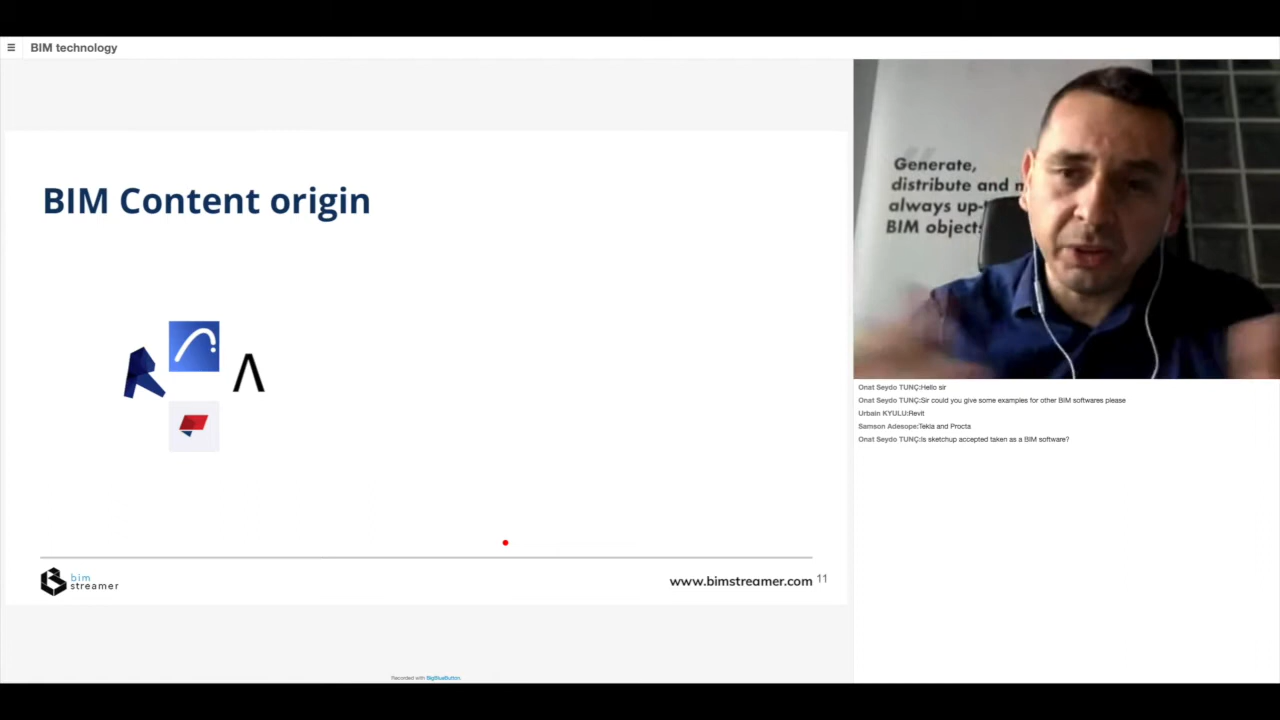 ☰ BIM technology
BIM Content origin
bim
streamer
www.bimstreamer.com 11
Generate,
distribute and
always up-
BIM objects
Onat Seydo TUNÇ:Hello sir
Onat Seydo TUNÇ:Sir could you give some examples for other BIM softwares please
Urbain KYULU:Revit
Samson Adesope:Tekla and Procta
Onat Seydo TUNÇ:Is sketchup accepted taken as a BIM software?
Recorded with BigBlueButton.